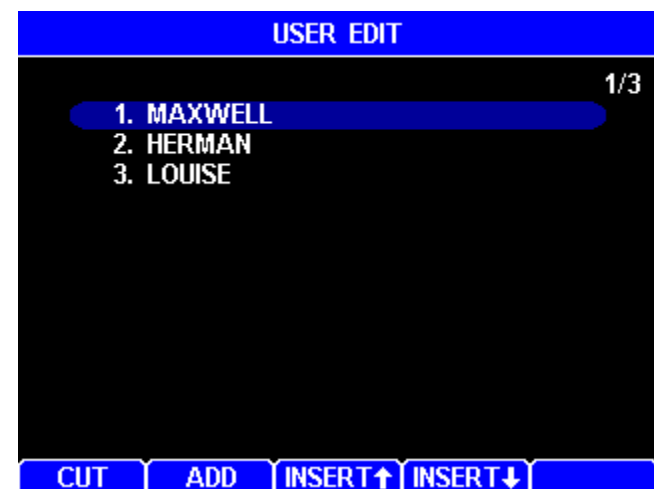 USER EDIT
1/3
1. MAXWELL
2. HERMAN
3. LOUISE
CUT ADD INSERT↑ INSERT↓